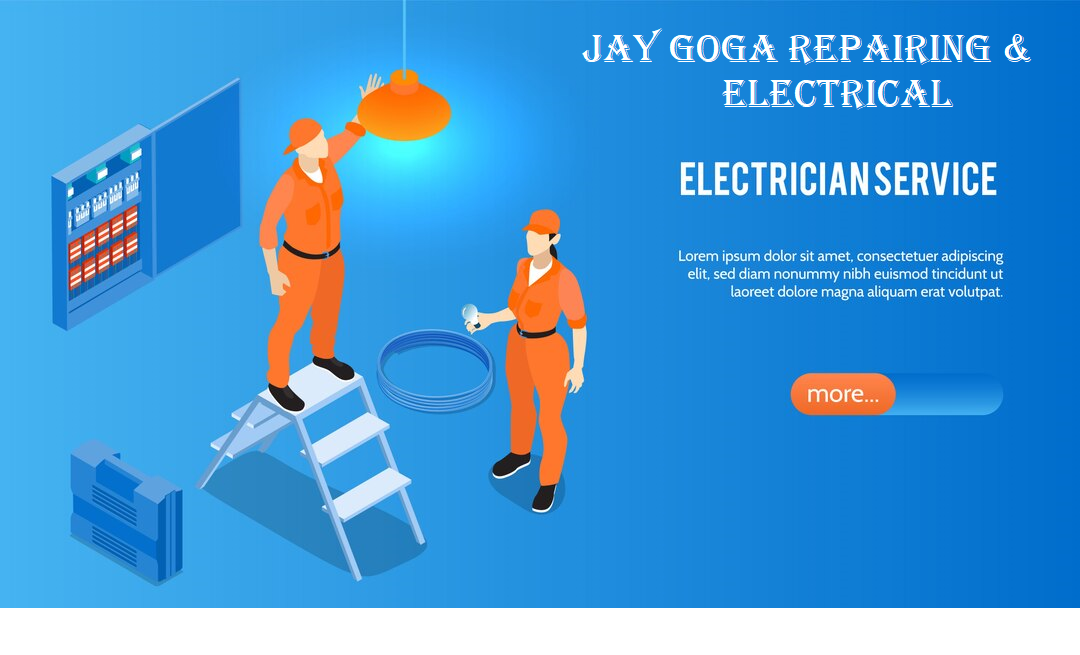 JAY GOGA REPAIRING &
ELECTRICAL
ELECTRICIAN SERVICE
Lorem ipsum dolor sit amet, consectetuer adipiscing
elit, sed diam nonummy nibh euismod tincidunt ut
laoreet dolore magna aliquam erat volutpat.
more...